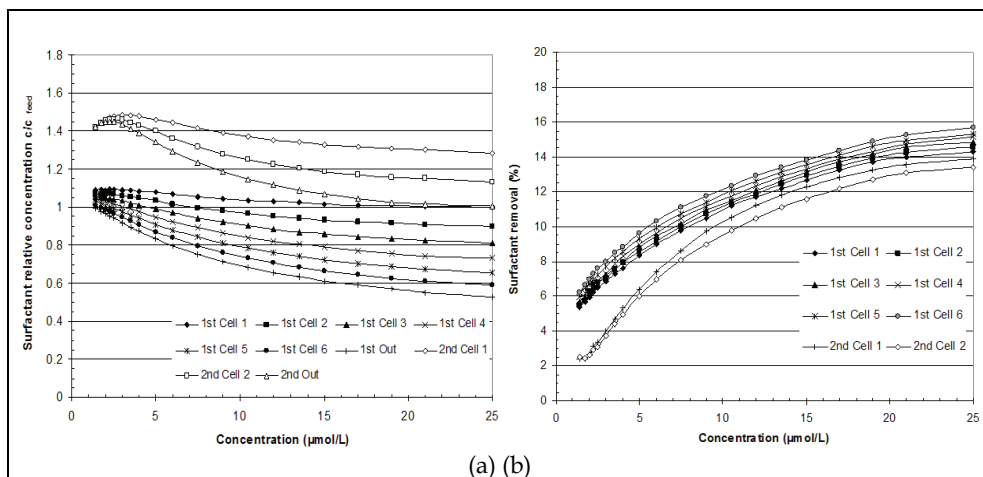 Surfactant relative concentration c/c feed
1.8
1.6
1.4
1.2
1
0.8
0.6
0.4
0.2
0
0
5
10
15
20
25
Concentration (µmol/L)
1st Cell 1
1st Cell 2
1st Cell 3
1st Cell 4
1st Cell 5
1st Cell 6
1st Out
2nd Cell 1
2nd Cell 2
2nd Out
Surfactant removal (%)
20
18
16
14
12
10
8
6
4
2
0
0
5
10
15
20
25
Concentration (µmol/L)
1st Cell 1
1st Cell 2
1st Cell 3
1st Cell 4
1st Cell 5
1st Cell 6
2nd Cell 1
2nd Cell 2
(a) (b)